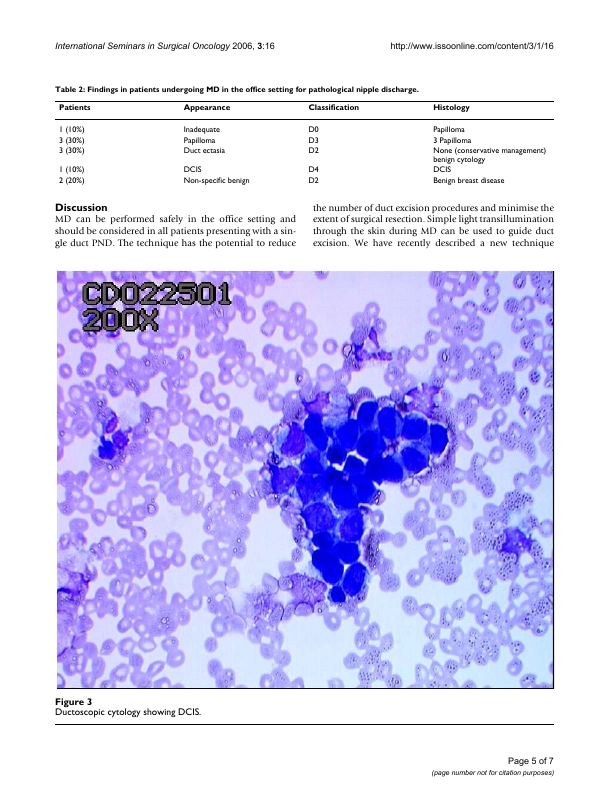 International Seminars in Surgical Oncology 2006, 3:16 http://www.issoonline.com/content/3/1/16
Table 2: Findings in patients undergoing MD in the office setting for pathological nipple discharge.
Patients Appearance Classification Histology
1 (10%) Inadequate D0 Papilloma
3 (30%) Papilloma D3 3 Papilloma
3 (30%) Duct ectasia D2 None (conservative management)
benign cytology
1 (10%) DCIS D4 DCIS
2 (20%) Non-specific benign D2 Benign breast disease
Discussion
MD can be performed safely in the office setting and
should be considered in all patients presenting with a sin-
gle duct PND. The technique has the potential to reduce
the number of duct excision procedures and minimise the
extent of surgical resection. Simple light transillumination
through the skin during MD can be used to guide duct
excision. We have recently described a new technique
CD022501
200X
Figure 3
Ductoscopic cytology showing DCIS.
Page 5 of 7
(page number not for citation purposes)